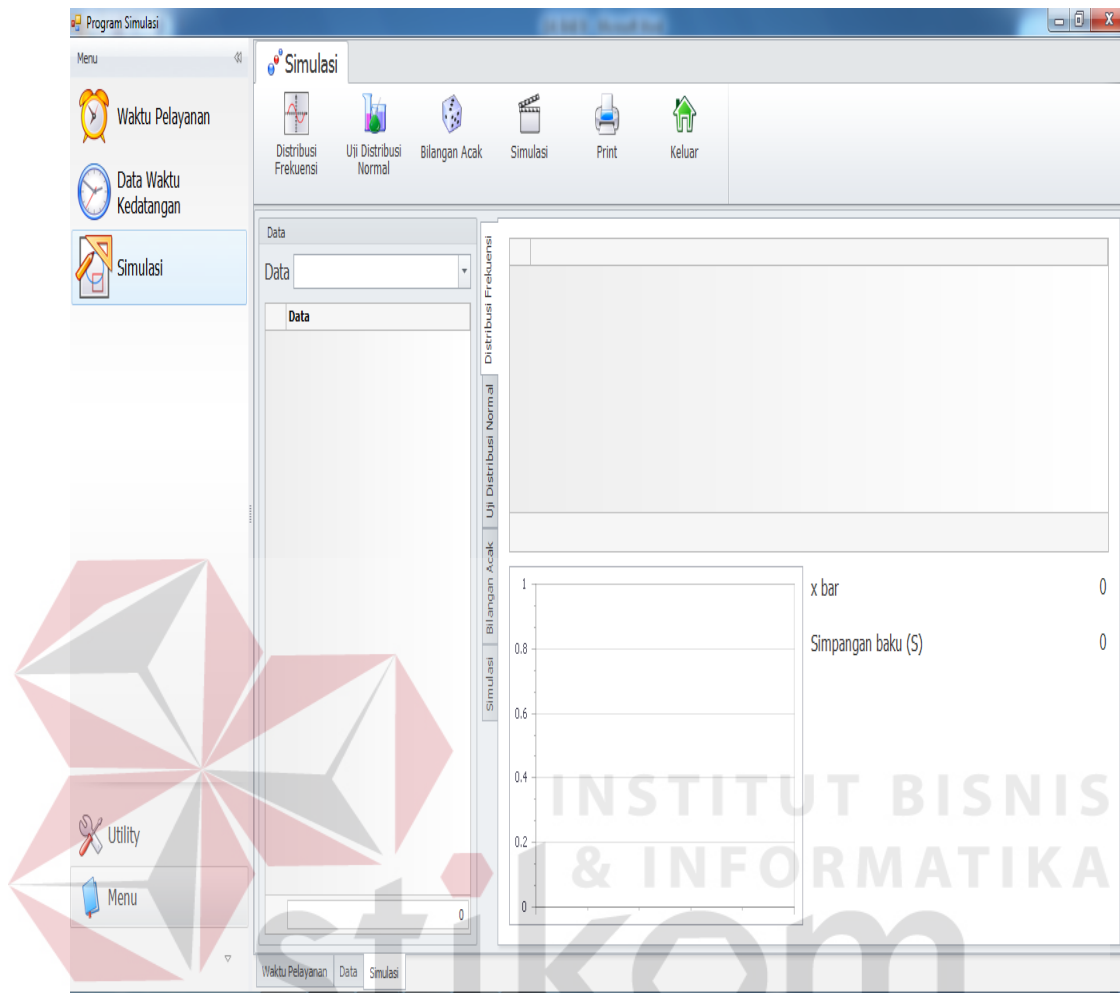 Program Simulasi
Menu
Waktu Pelayanan
Data Waktu
Kedatangan
Simulasi
Utility
Menu
Simulasi
Distribusi
Frekuensi
Uji Distribusi
Normal
Bilangan Acak
Simulasi
Print
Keluar
Data
Data
Data
0
Distribusi Frekuensi
Uji Distribusi Normal
Bilangan Acak
Simulasi
1
0.8
0.6
0.4
0.2
0
x bar 0
Simpangan baku (S) 0
Waktu Pelayanan Data Simulasi
INSTITUT BISNIS
& INFORMATIKA
stikom